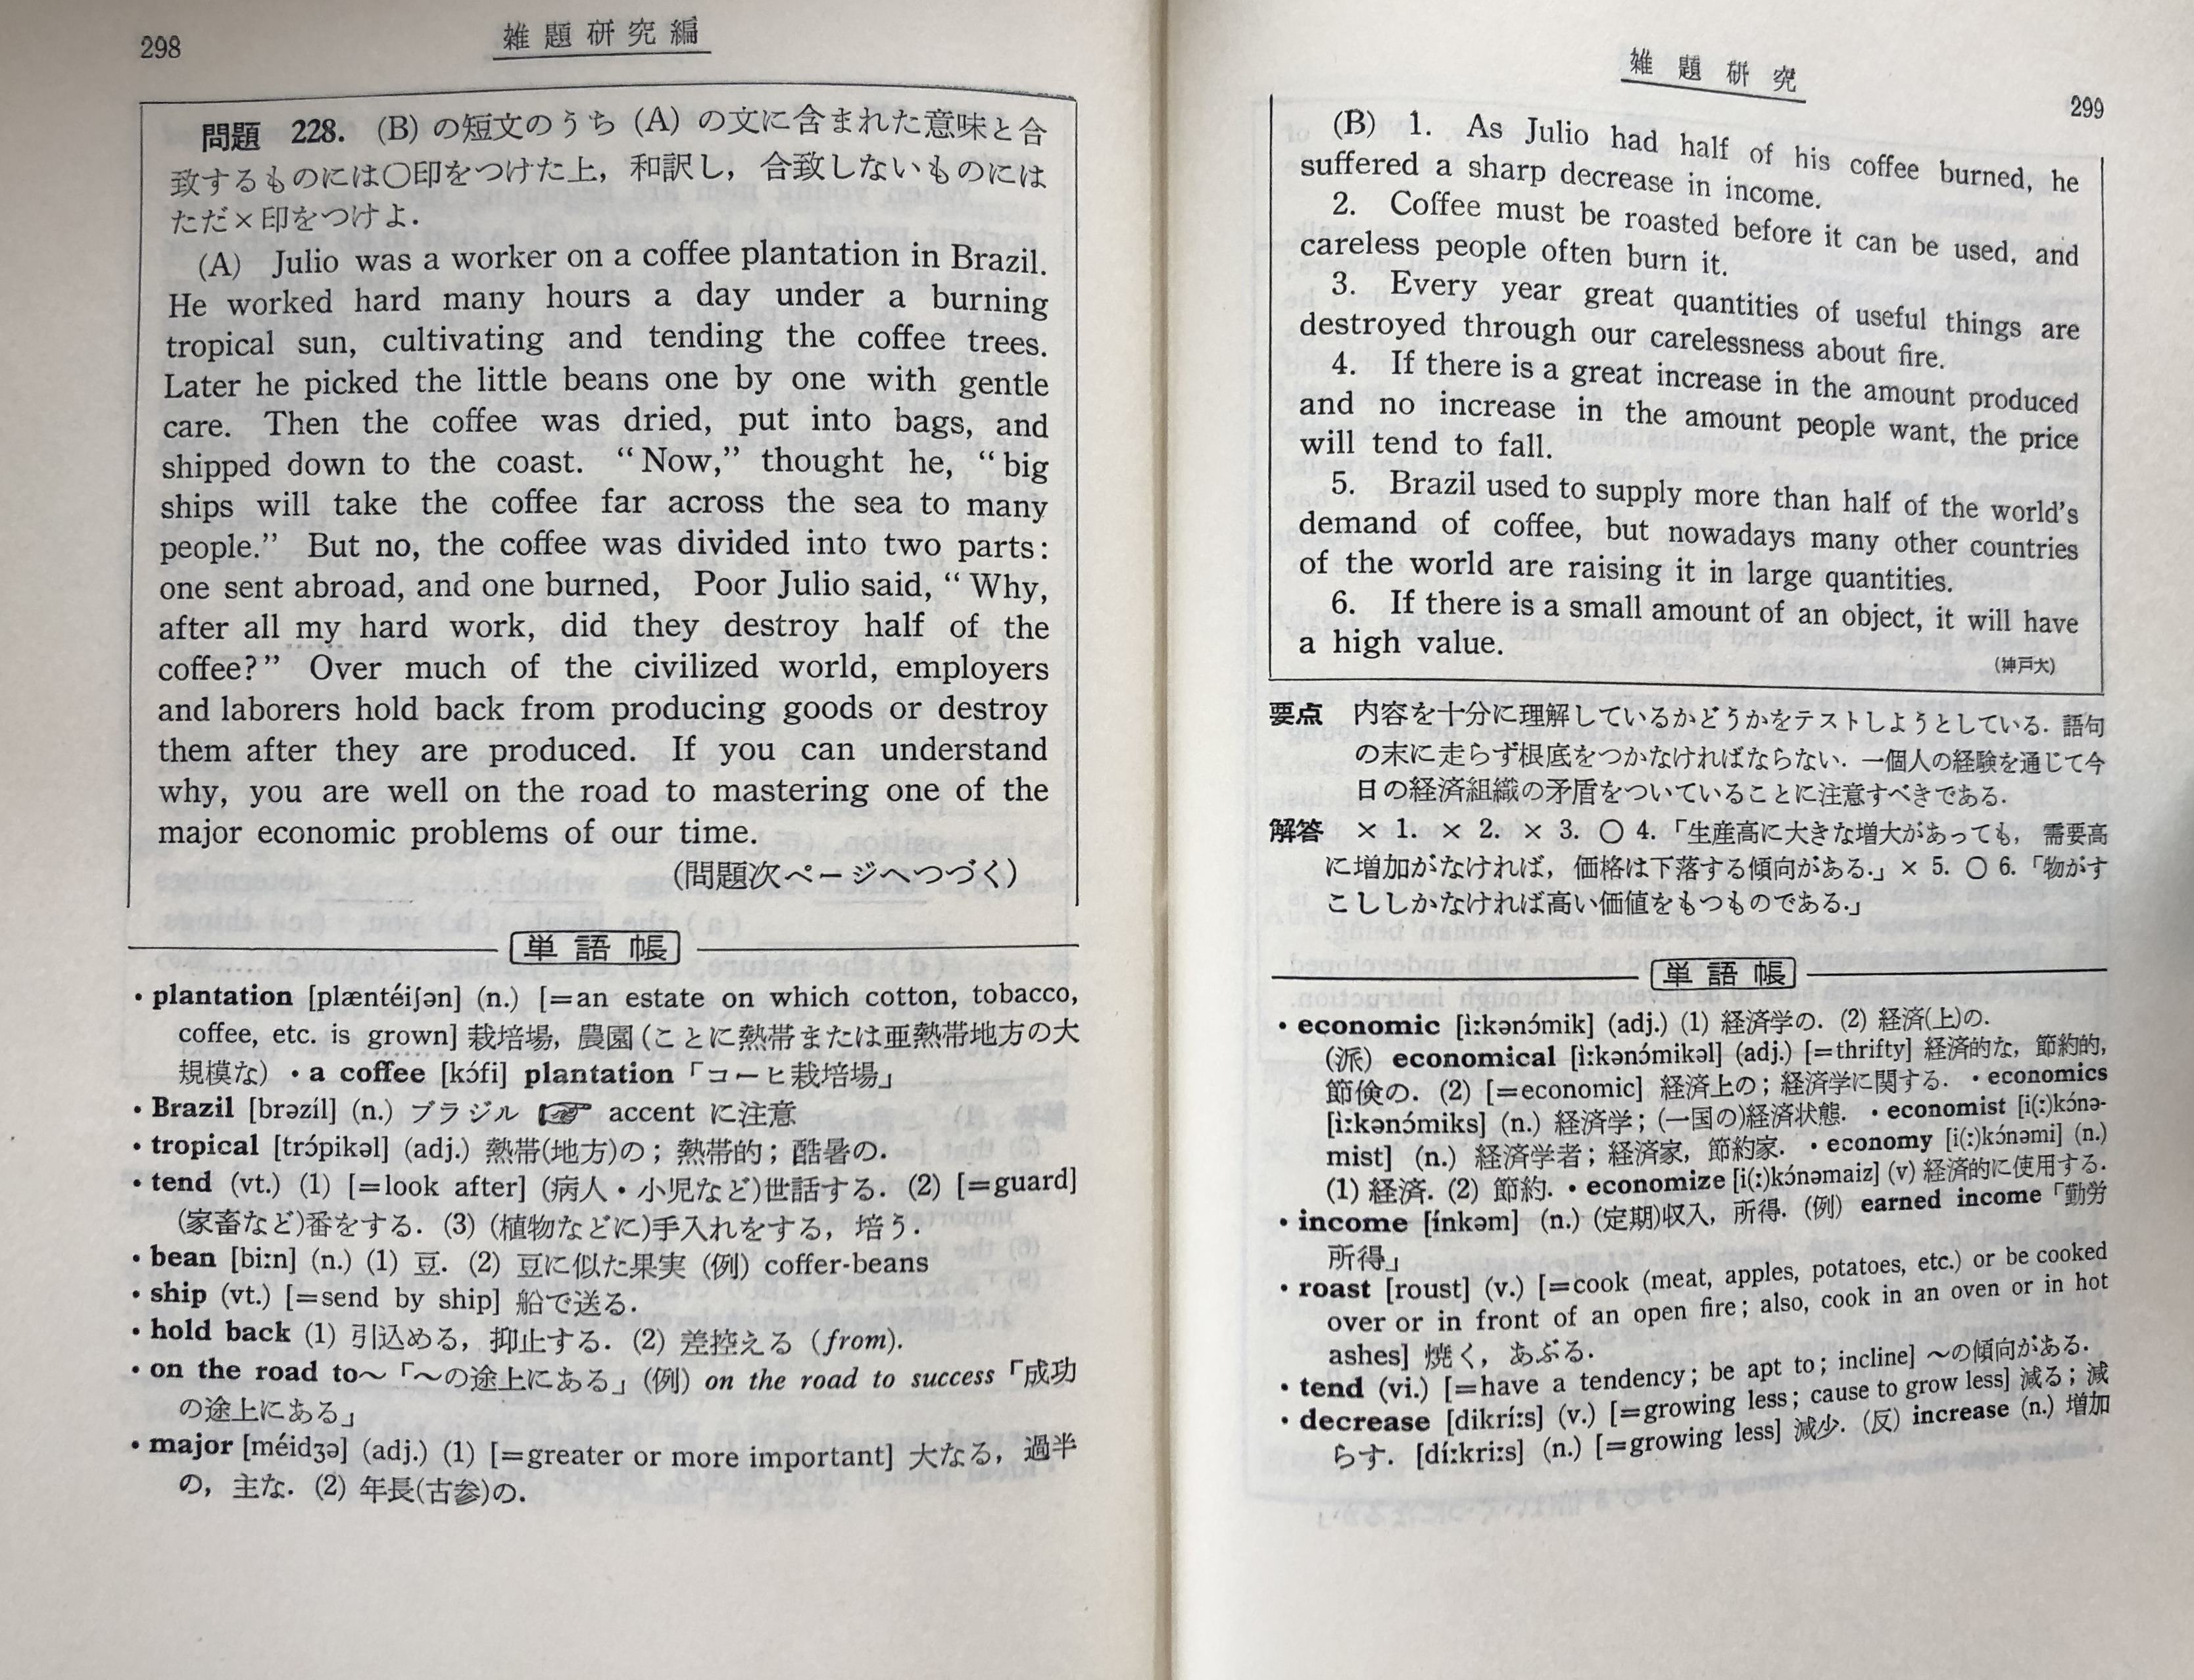 298
雑題研究編
問題 228. (B) の短文のうち (A) の文に含まれた意味と合
致するものには○印をつけた上，和訳し，合致しないものには
ただ×印をつけよ．
(A) Julio was a worker on a coffee plantation in Brazil.
He worked hard many hours a day under a burning
tropical sun, cultivating and tending the coffee trees.
Later he picked the little beans one by one with gentle
care. Then the coffee was dried, put into bags, and
shipped down to the coast. “Now,” thought he, “big
ships will take the coffee far across the sea to many
people.” But no, the coffee was divided into two parts:
one sent abroad, and one burned, Poor Julio said, “Why,
after all my hard work, did they destroy half of the
coffee?” Over much of the civilized world, employers
and laborers hold back from producing goods or destroy
them after they are produced. If you can understand
why, you are well on the road to mastering one of the
major economic problems of our time.
(問題次ページへつづく)
単語帳
・plantation [plæntéiʃən] (n.) [=an estate on which cotton, tobacco,
coffee, etc. is grown] 栽培場，農園(ことに熱帯または亜熱帯地方の大
規模な)・a coffee [kɔ́fi] plantation「コーヒ栽培場」
・Brazil [brəzíl] (n.) ブラジル ☞ accent に注意
・tropical [trɔ́pikəl] (adj.) 熱帯(地方)の；熱帯的；酷暑の．
・tend (vt.) (1) [=look after] (病人・小児など)世話する．(2) [=guard]
(家畜など)番をする．(3) (植物などに)手入れをする，培う．
・bean [bi:n] (n.) (1) 豆．(2) 豆に似た果実 (例) coffer-beans
・ship (vt.) [=send by ship] 船で送る．
・hold back (1) 引込める，抑止する．(2) 差控える (from).
・on the road to～「～の途上にある」(例) on the road to success「成功
の途上にある」
・major [méidʒə] (adj.) (1) [=greater or more important] 大なる，過半
の，主な．(2) 年長(古参)の．
雑題研究
299
(B) 1. As Julio had half of his coffee burned, he
suffered a sharp decrease in income.
2. Coffee must be roasted before it can be used, and
careless people often burn it.
3. Every year great quantities of useful things are
destroyed through our carelessness about fire.
4. If there is a great increase in the amount produced
and no increase in the amount people want, the price
will tend to fall.
5. Brazil used to supply more than half of the world's
demand of coffee, but nowadays many other countries
of the world are raising it in large quantities.
6. If there is a small amount of an object, it will have
a high value.
(神戸大)
要点 内容を十分に理解しているかどうかをテストしようとしている．語句
の末に走らず根底をつかなければならない．一個人の経験を通じて今
日の経済組織の矛盾をついていることに注意すべきである．
解答 × 1. × 2. × 3. ○ 4.「生産高に大きな増大があっても，需要高
に増加がなければ，価格は下落する傾向がある．」× 5. ○ 6.「物がす
こししかなければ高い価値をもつものである．」
単語帳
・economic [ì:kənɔ́mik] (adj.) (1) 経済学の．(2) 経済(上)の．
(派) economical [ì:kənɔ́mikəl] (adj.) [=thrifty] 経済的な，節約的，
節倹の．(2) [=economic] 経済上の；経済学に関する．・economics
[ì:kənɔ́miks] (n.) 経済学；(一国の)経済状態．・economist [i(:)kɔ́nə-
mist] (n.) 経済学者；経済家，節約家．・economy [i(:)kɔ́nəmi] (n.)
(1) 経済．(2) 節約．・economize [i(:)kɔ́nəmaiz] (v) 経済的に使用する．
・income [ínkəm] (n.) (定期)収入，所得．(例) earned income「勤労
所得」
・roast [roust] (v.) [=cook (meat, apples, potatoes, etc.) or be cooked
over or in front of an open fire; also, cook in an oven or in hot
ashes] 焼く，あぶる．
・tend (vi.) [=have a tendency; be apt to; incline] ～の傾向がある．
・decrease [dikrí:s] (v.) [=growing less; cause to grow less] 減る；減
らす．[dí:kri:s] (n.) [=growing less] 減少．(反) increase (n.) 増加